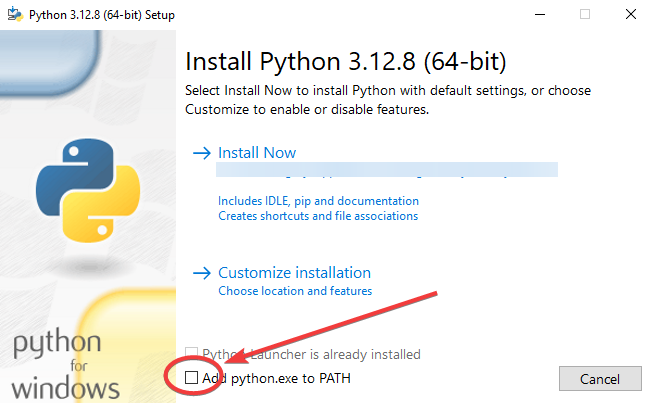 Python 3.12.8 (64-bit) Setup
Install Python 3.12.8 (64-bit)
Select Install Now to install Python with default settings, or choose
Customize to enable or disable features.
Install Now
Includes IDLE, pip and documentation
Creates shortcuts and file associations
Customize installation
Choose location and features
Python Launcher is already installed
Add python.exe to PATH
Cancel
python
for
windows